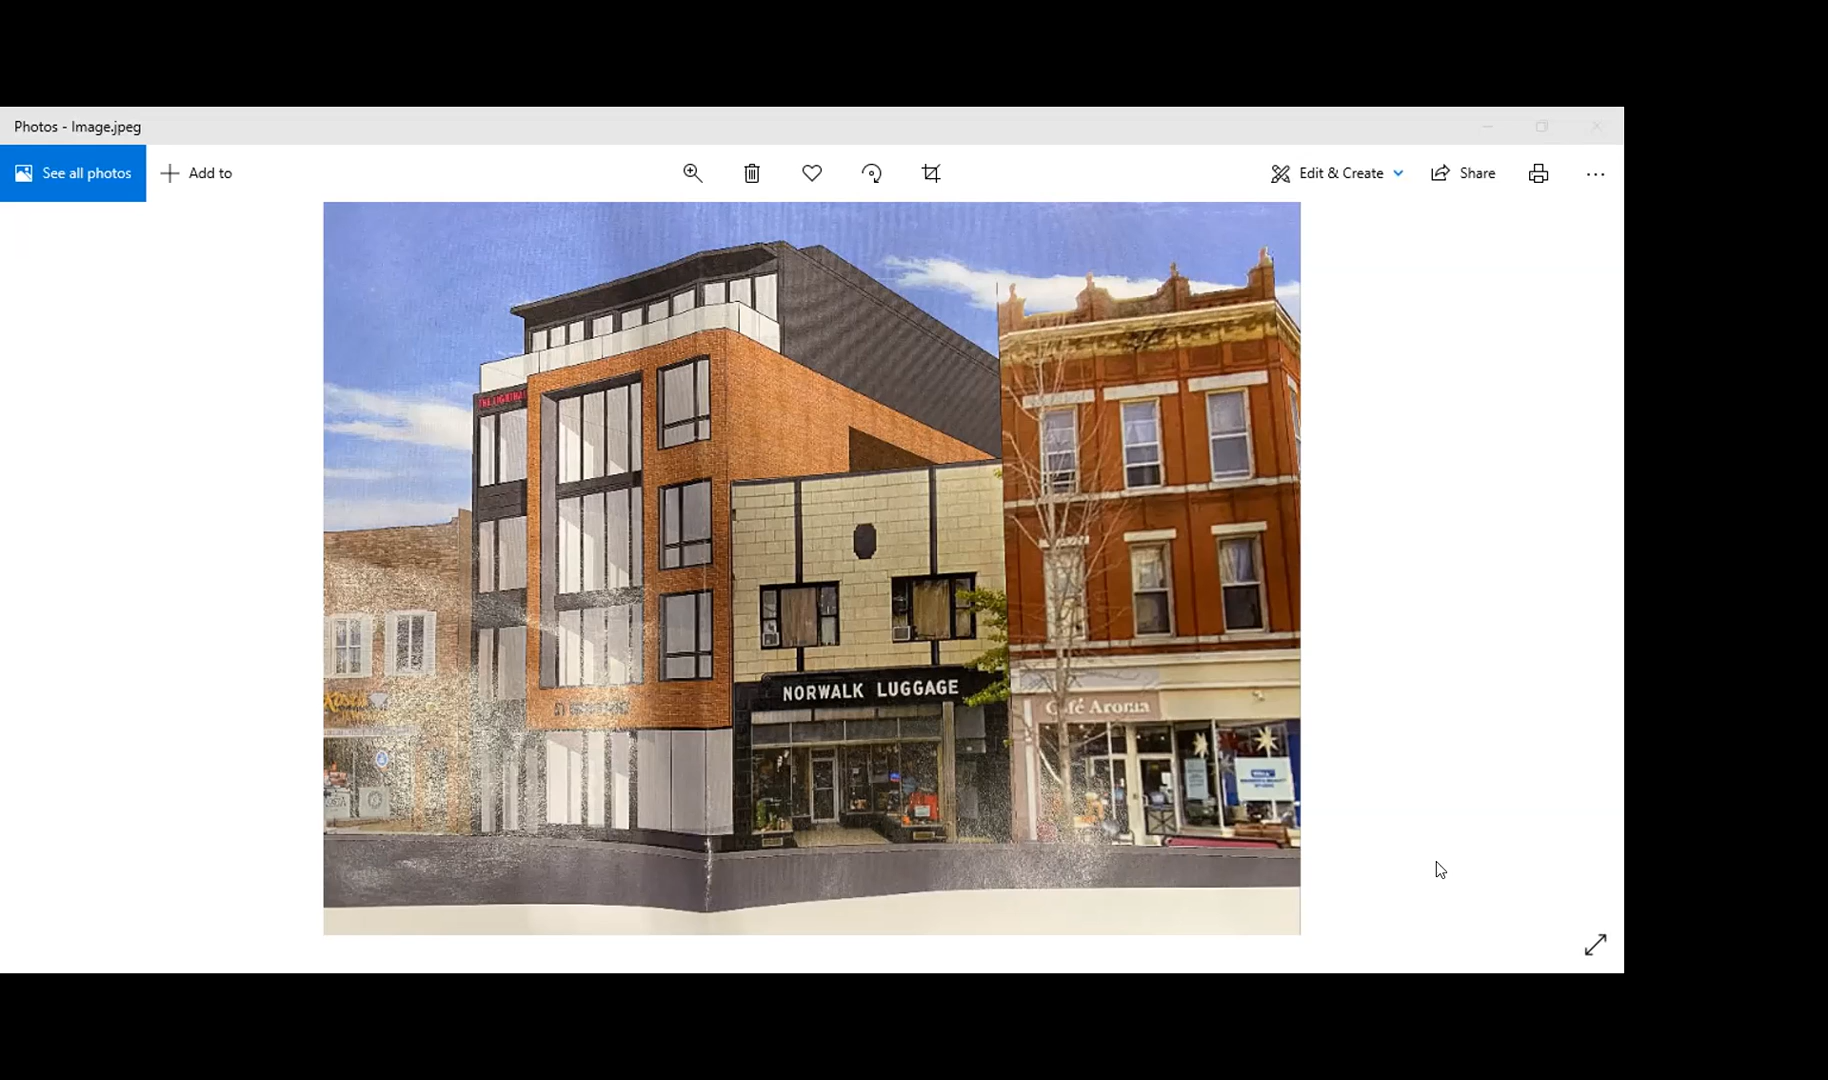 Photos - Image.jpeg
See all photos
Add to
Edit & Create
Share
NORWALK LUGGAGE
Café Aroma